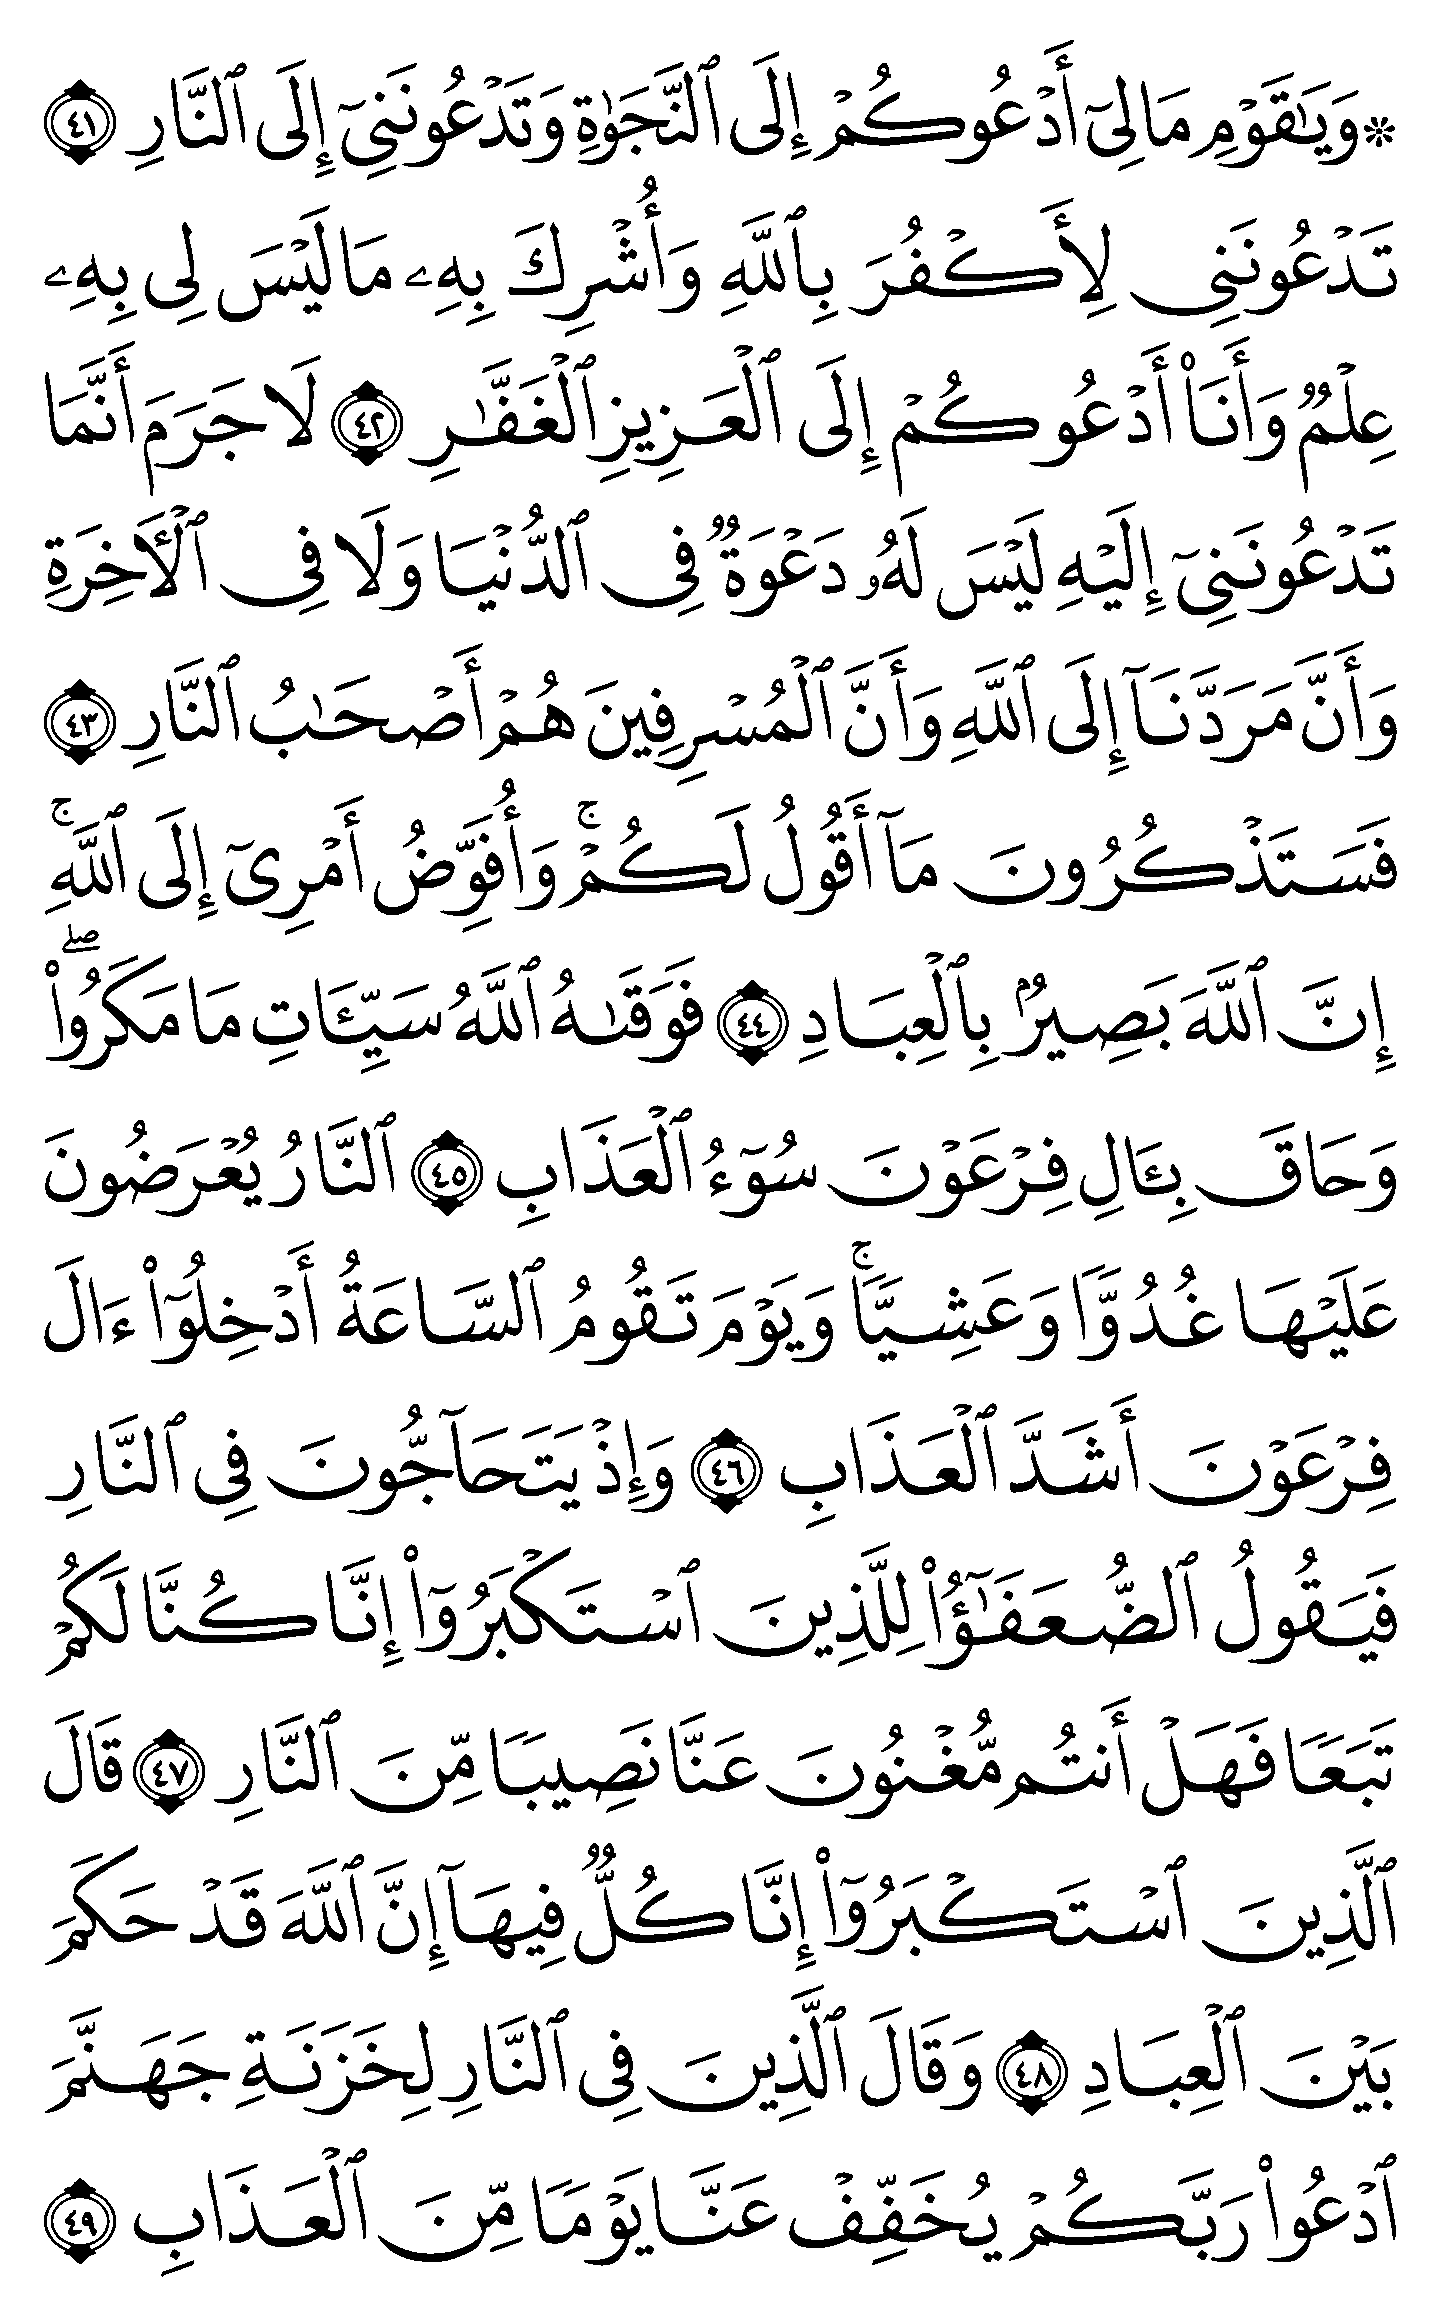 ۞ وَيَٰقَوْمِ مَا لِىٓ أَدْعُوكُمْ إِلَى ٱلنَّجَوٰةِ وَتَدْعُونَنِىٓ إِلَى ٱلنَّارِ ٤١
تَدْعُونَنِى لِأَكْفُرَ بِٱللَّهِ وَأُشْرِكَ بِهِۦ مَا لَيْسَ لِى بِهِۦ
عِلْمٌ وَأَنَا۠ أَدْعُوكُمْ إِلَى ٱلْعَزِيزِ ٱلْغَفَّٰرِ ٤٢ لَا جَرَمَ أَنَّمَا
تَدْعُونَنِىٓ إِلَيْهِ لَيْسَ لَهُۥ دَعْوَةٌ فِى ٱلدُّنْيَا وَلَا فِى ٱلْءَاخِرَةِ
وَأَنَّ مَرَدَّنَآ إِلَى ٱللَّهِ وَأَنَّ ٱلْمُسْرِفِينَ هُمْ أَصْحَٰبُ ٱلنَّارِ ٤٣
فَسَتَذْكُرُونَ مَآ أَقُولُ لَكُمْ ۚ وَأُفَوِّضُ أَمْرِىٓ إِلَى ٱللَّهِ ۚ
إِنَّ ٱللَّهَ بَصِيرٌۢ بِٱلْعِبَادِ ٤٤ فَوَقَىٰهُ ٱللَّهُ سَيِّـَٔاتِ مَا مَكَرُوا۟ ۖ
وَحَاقَ بِـَٔالِ فِرْعَوْنَ سُوٓءُ ٱلْعَذَابِ ٤٥ ٱلنَّارُ يُعْرَضُونَ
عَلَيْهَا غُدُوًّا وَعَشِيًّا ۚ وَيَوْمَ تَقُومُ ٱلسَّاعَةُ أَدْخِلُوٓا۟ ءَالَ
فِرْعَوْنَ أَشَدَّ ٱلْعَذَابِ ٤٦ وَإِذْ يَتَحَآجُّونَ فِى ٱلنَّارِ
فَيَقُولُ ٱلضُّعَفَٰٓؤُا۟ لِلَّذِينَ ٱسْتَكْبَرُوٓا۟ إِنَّا كُنَّا لَكُمْ
تَبَعًا فَهَلْ أَنتُم مُّغْنُونَ عَنَّا نَصِيبًا مِّنَ ٱلنَّارِ ٤٧ قَالَ
ٱلَّذِينَ ٱسْتَكْبَرُوٓا۟ إِنَّا كُلٌّ فِيهَآ إِنَّ ٱللَّهَ قَدْ حَكَمَ
بَيْنَ ٱلْعِبَادِ ٤٨ وَقَالَ ٱلَّذِينَ فِى ٱلنَّارِ لِخَزَنَةِ جَهَنَّمَ
ٱدْعُوا۟ رَبَّكُمْ يُخَفِّفْ عَنَّا يَوْمًا مِّنَ ٱلْعَذَابِ ٤٩